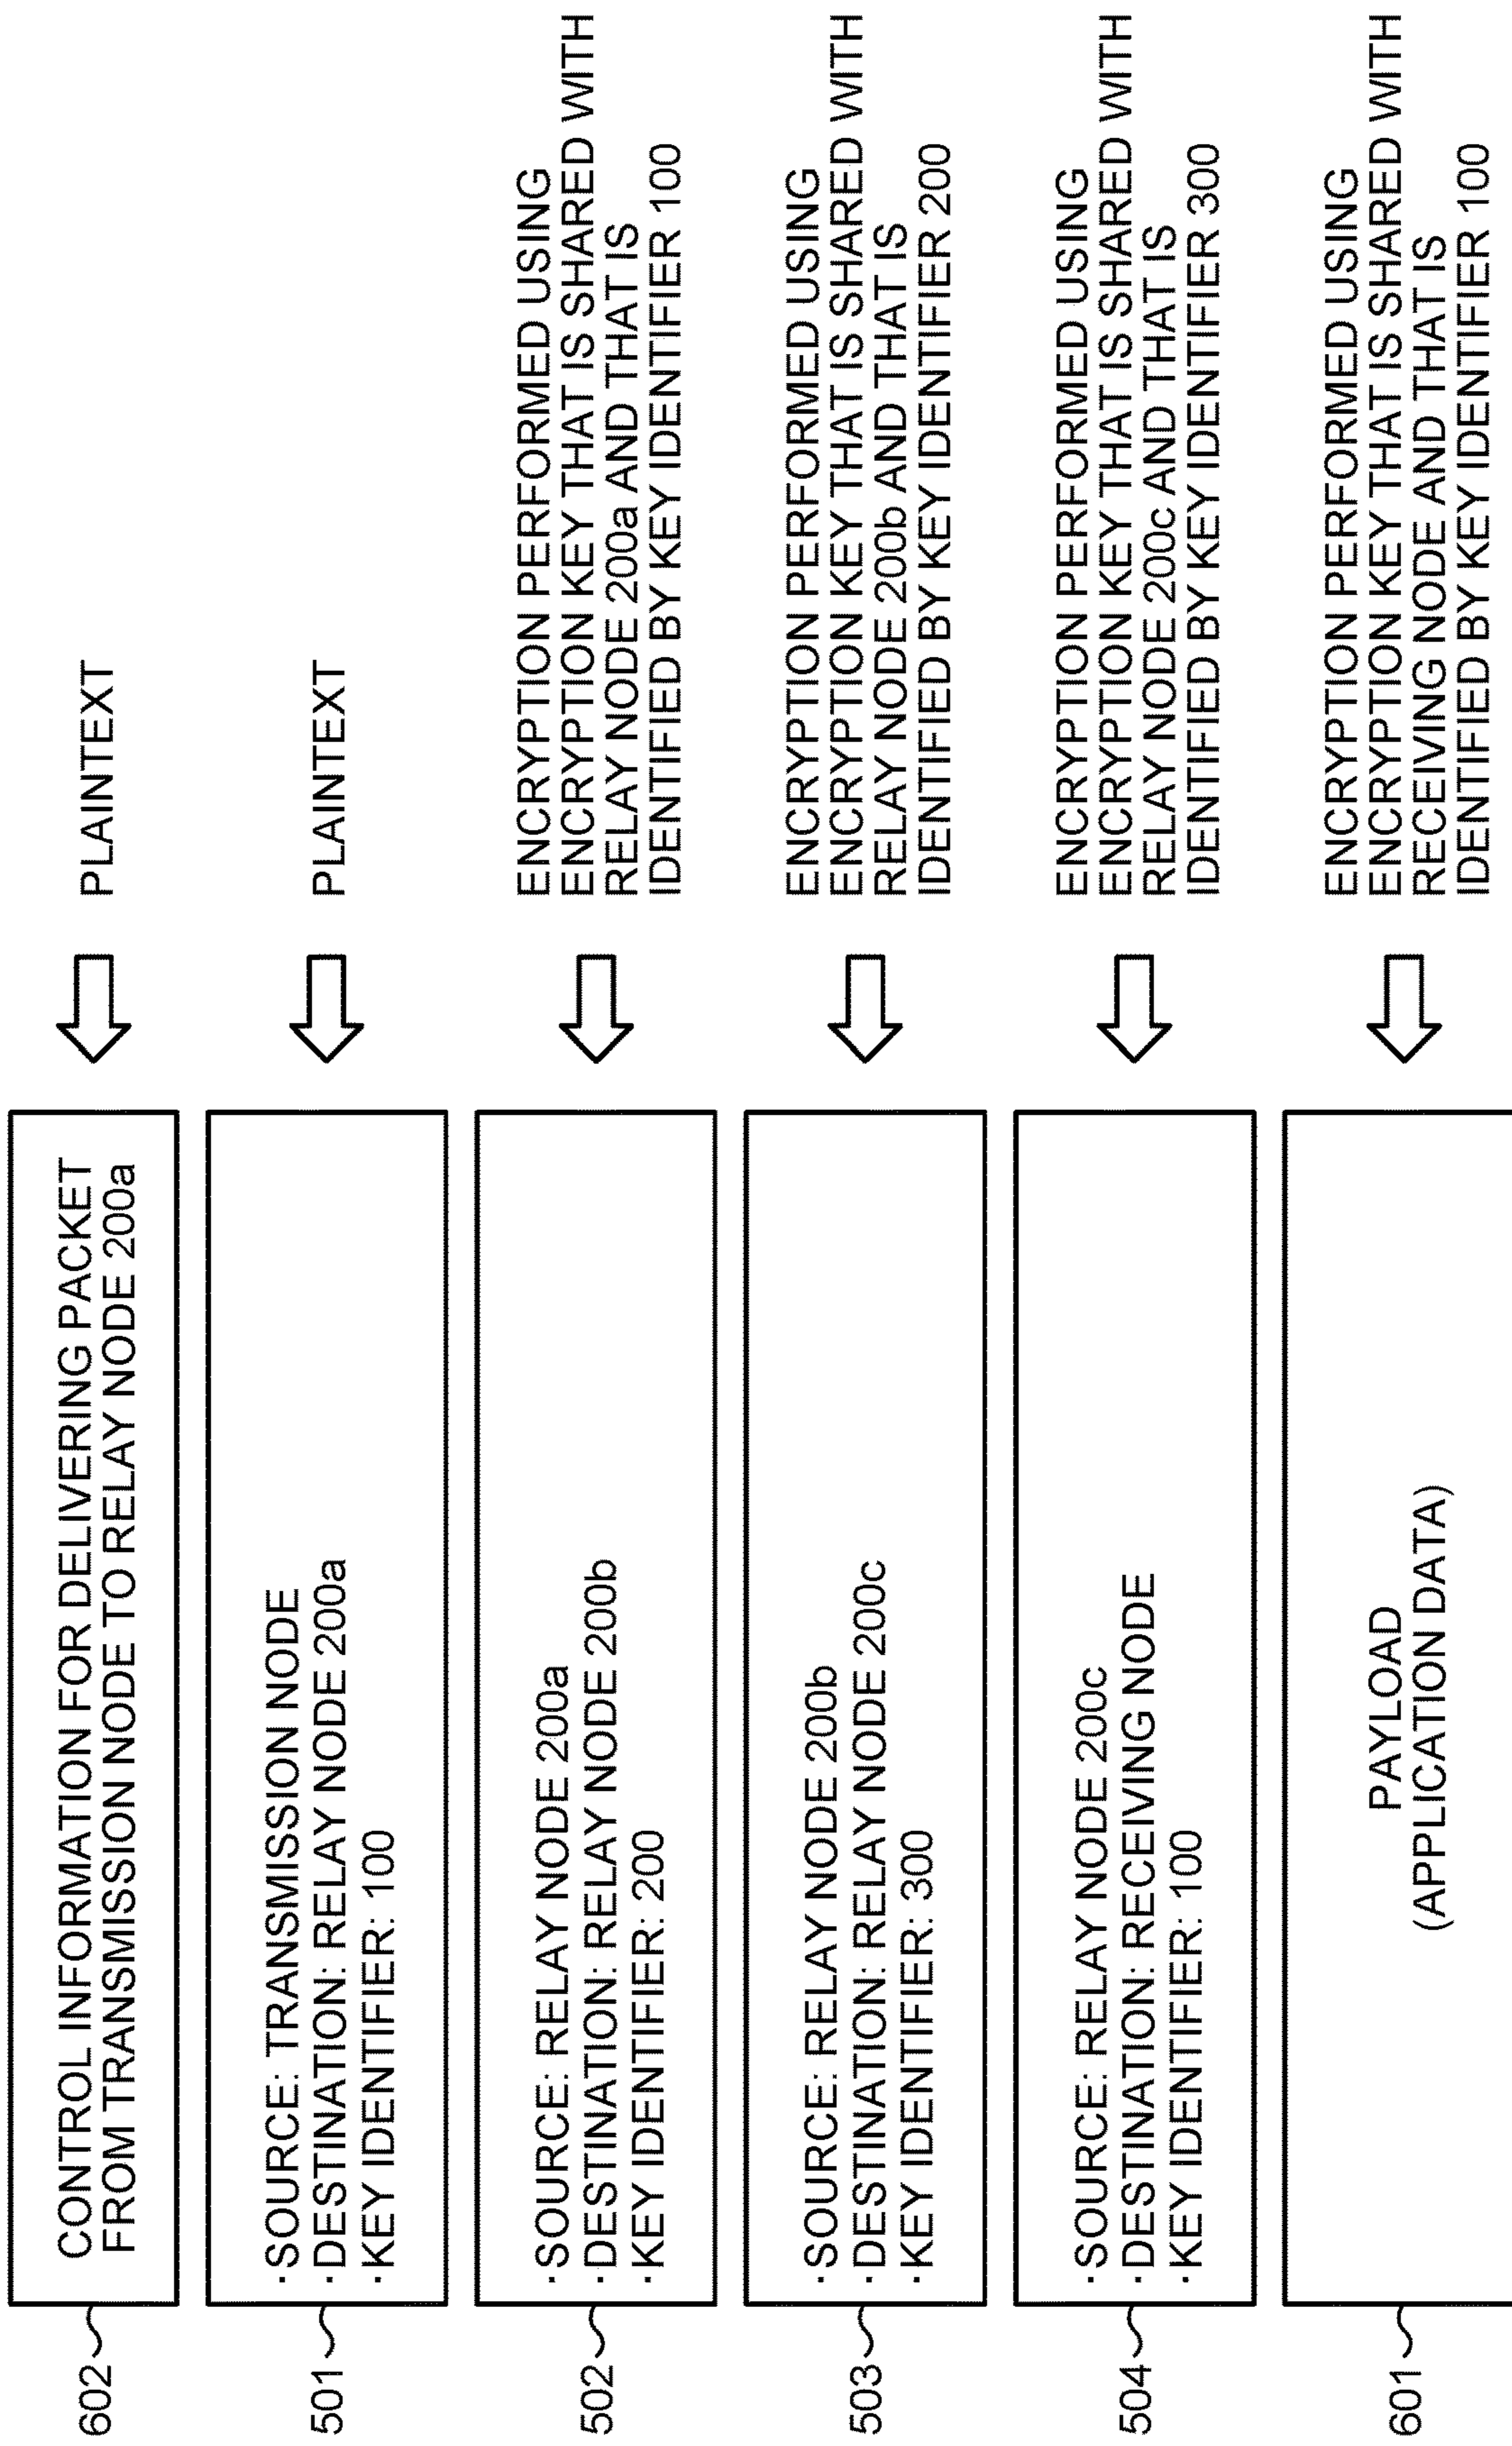 602
CONTROL INFORMATION FOR DELIVERING PACKET
FROM TRANSMISSION NODE TO RELAY NODE 200a
PLAINTEXT
501
·SOURCE: TRANSMISSION NODE
·DESTINATION: RELAY NODE 200a
·KEY IDENTIFIER: 100
PLAINTEXT
502
·SOURCE: RELAY NODE 200a
·DESTINATION: RELAY NODE 200b
·KEY IDENTIFIER: 200
ENCRYPTION PERFORMED USING
ENCRYPTION KEY THAT IS SHARED WITH
RELAY NODE 200a AND THAT IS
IDENTIFIED BY KEY IDENTIFIER 100
503
·SOURCE: RELAY NODE 200b
·DESTINATION: RELAY NODE 200c
·KEY IDENTIFIER: 300
ENCRYPTION PERFORMED USING
ENCRYPTION KEY THAT IS SHARED WITH
RELAY NODE 200b AND THAT IS
IDENTIFIED BY KEY IDENTIFIER 200
504
·SOURCE: RELAY NODE 200c
·DESTINATION: RECEIVING NODE
·KEY IDENTIFIER: 100
ENCRYPTION PERFORMED USING
ENCRYPTION KEY THAT IS SHARED WITH
RELAY NODE 200c AND THAT IS
IDENTIFIED BY KEY IDENTIFIER 300
601
PAYLOAD
(APPLICATION DATA)
ENCRYPTION PERFORMED USING
ENCRYPTION KEY THAT IS SHARED WITH
RECEIVING NODE AND THAT IS
IDENTIFIED BY KEY IDENTIFIER 100